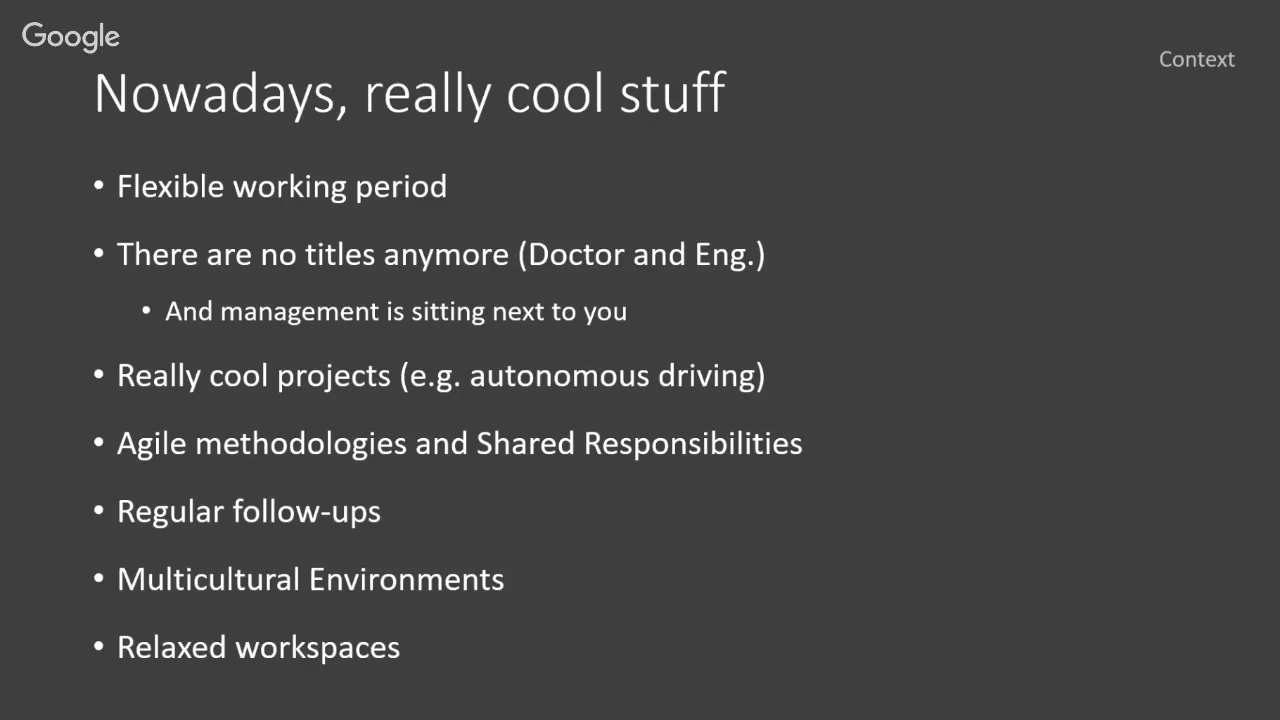 Google
Context
Nowadays, really cool stuff
• Flexible working period
• There are no titles anymore (Doctor and Eng.)
• And management is sitting next to you
• Really cool projects (e.g. autonomous driving)
• Agile methodologies and Shared Responsibilities
• Regular follow-ups
• Multicultural Environments
• Relaxed workspaces